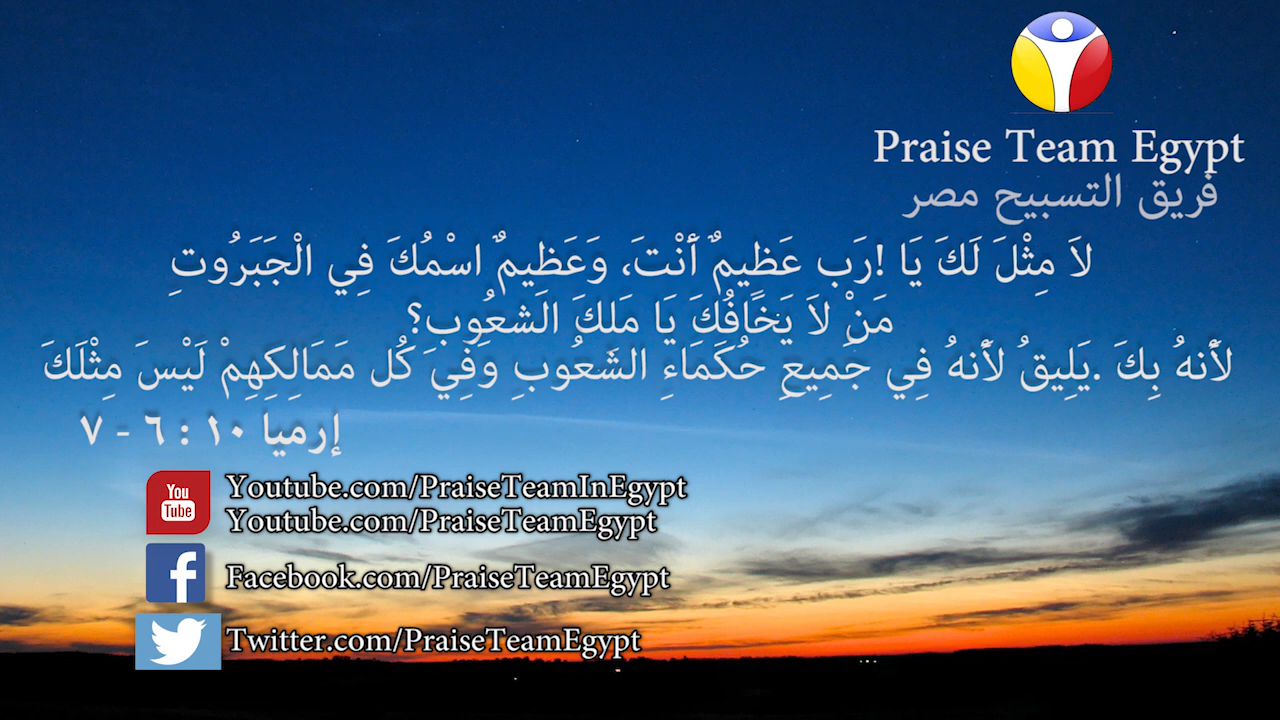 Praise Team Egypt
فريق التسبيح مصر
لاَ مِثْلَ لَكَ يَا !رَب عَظِيمٌ أَنْتَ، وَعَظِيمٌ اسْمُكَ فِي الْجَبَرُوتِ
مَنْ لاَ يَخَافُكَ يَا مَلِكَ الشعُوبِ؟
لأَنهُ بِكَ .يَلِيقُ لأَنهُ فِي جَمِيعِ حُكَمَاءِ الشعُوبِ وَفِي كُل مَمَالِكِهِمْ لَيْسَ مِثْلَكَ
إرميا ١٠ : ٦ - ٧
You
Tube
Youtube.com/PraiseTeamInEgypt
Youtube.com/PraiseTeamEgypt
f
Facebook.com/PraiseTeamEgypt
Twitter.com/PraiseTeamEgypt